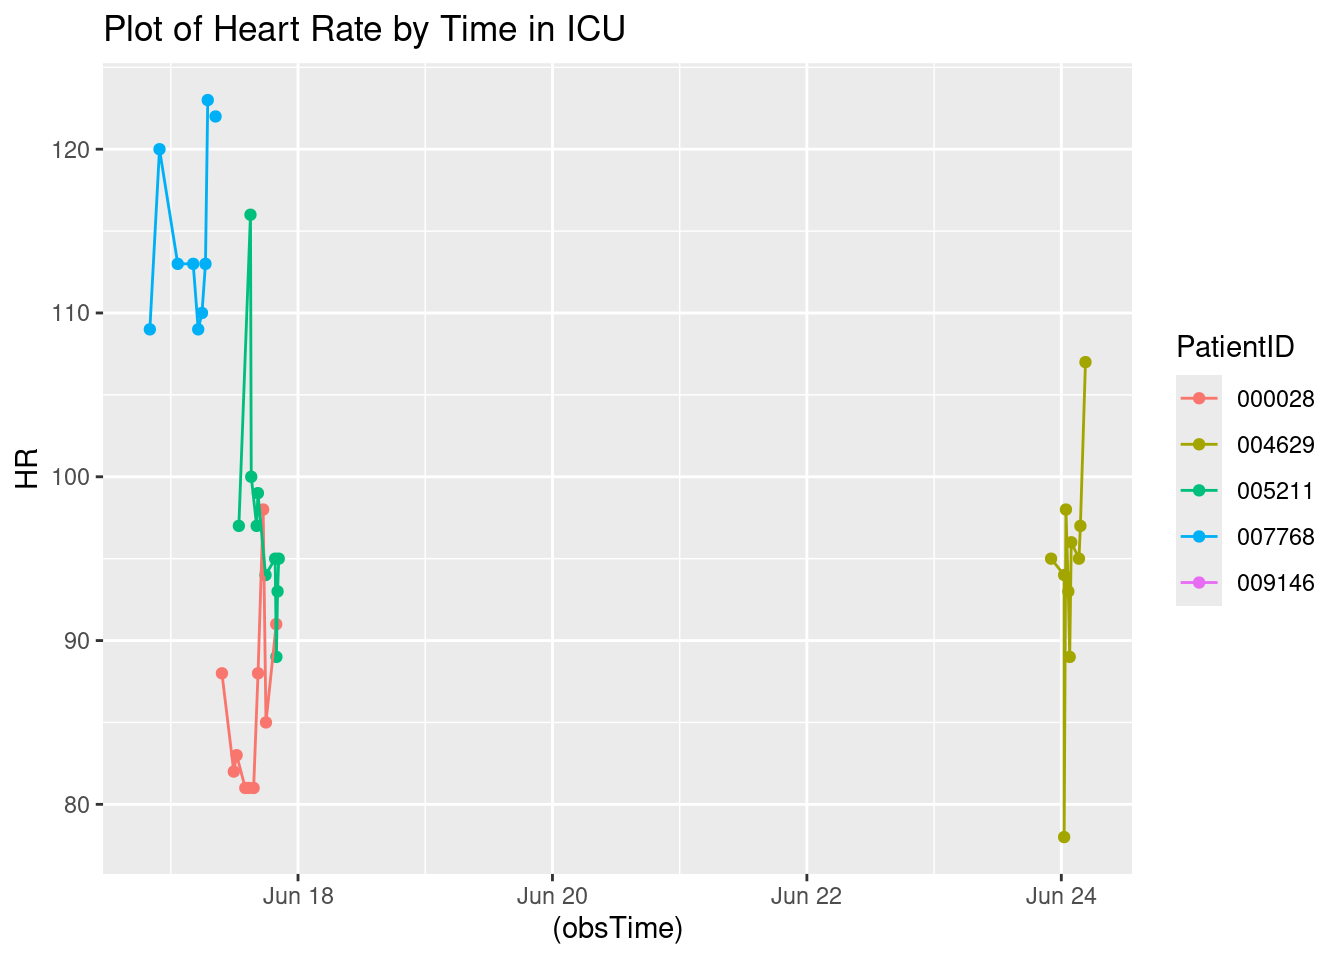 Plot of Heart Rate by Time in ICU
120
110
100
90
80
HR
Jun 18
Jun 20
Jun 22
Jun 24
(obsTime)
PatientID
000028
004629
005211
007768
009146